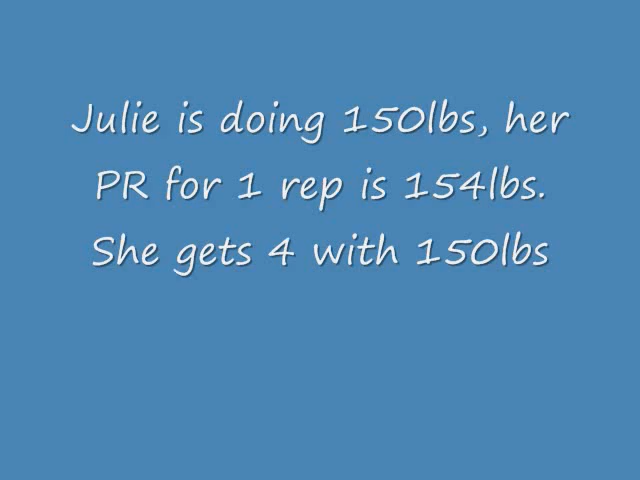 Julie is doing 150lbs, her
PR for 1 rep is 154lbs.
She gets 4 with 150lbs